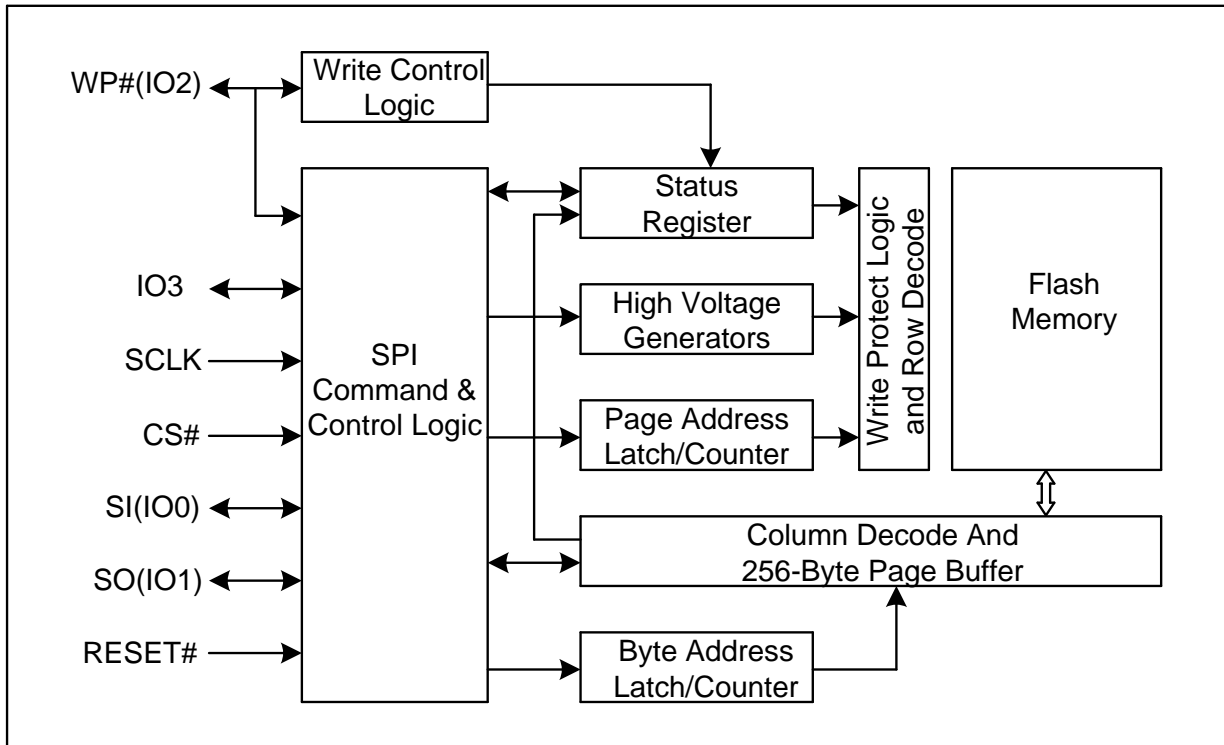 WP#(IO2)
Write Control
Logic
IO3
SCLK
CS#
SI(IO0)
SO(IO1)
RESET#
SPI
Command &
Control Logic
Status
Register
High Voltage
Generators
Page Address
Latch/Counter
Write Protect Logic
and Row Decode
Flash
Memory
Column Decode And
256-Byte Page Buffer
Byte Address
Latch/Counter